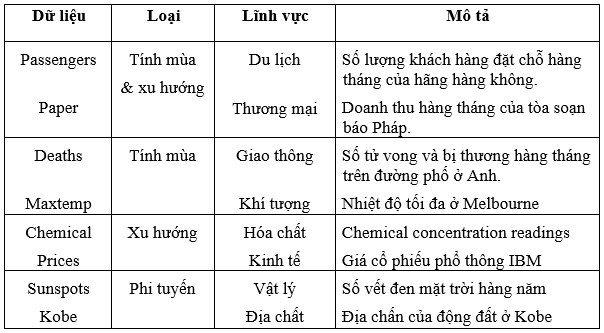 Dữ liệu Loại Lĩnh vực Mô tả
Passengers Tính mùa & xu hướng Du lịch Số lượng khách hàng đặt chỗ hàng
tháng của hãng hàng không.
Paper Thương mại Doanh thu hàng tháng của tòa soạn
báo Pháp.
Deaths Tính mùa Giao thông Số tử vong và bị thương hàng tháng
trên đường phố ở Anh.
Maxtemp Khí tượng Nhiệt độ tối đa ở Melbourne
Chemical Xu hướng Hóa chất Chemical concentration readings
Prices Kinh tế Giá cổ phiếu phổ thông IBM
Sunspots Phi tuyến Vật lý Số vết đen mặt trời hàng năm
Kobe Địa chất Địa chấn của động đất ở Kobe